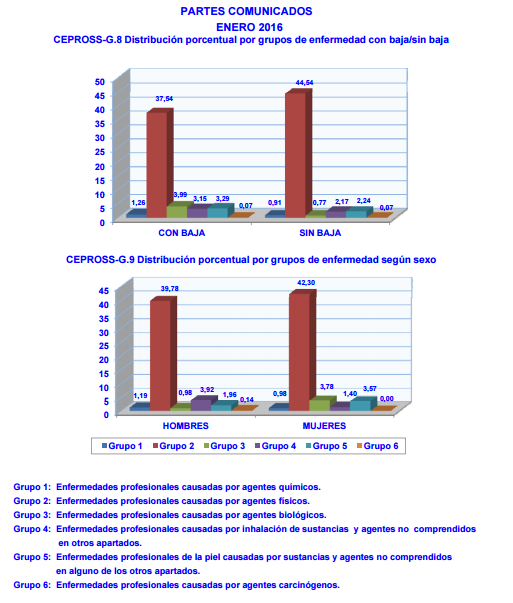 PARTES COMUNICADOS
ENERO 2016
CEPROSS-G.8 Distribución porcentual por grupos de enfermedad con baja/sin baja
50
45
40
35
30
25
20
15
10
5
0
37,54
44,54
1,26
3,99
3,15
3,29
0,07
0,91
0,77
2,17
2,24
0,07
CON BAJA
SIN BAJA
CEPROSS-G.9 Distribución porcentual por grupos de enfermedad según sexo
45
40
35
30
25
20
15
10
5
0
39,78
42,30
1,19
0,98
3,92
1,96
0,14
0,98
3,78
1,40
3,57
0,00
HOMBRES
MUJERES
Grupo 1 Grupo 2 Grupo 3 Grupo 4 Grupo 5 Grupo 6
Grupo 1: Enfermedades profesionales causadas por agentes químicos.
Grupo 2: Enfermedades profesionales causadas por agentes físicos.
Grupo 3: Enfermedades profesionales causadas por agentes biológicos.
Grupo 4: Enfermedades profesionales causadas por inhalación de sustancias y agentes no comprendidos
en otros apartados.
Grupo 5: Enfermedades profesionales de la piel causadas por sustancias y agentes no comprendidos
en alguno de los otros apartados.
Grupo 6: Enfermedades profesionales causadas por agentes carcinógenos.